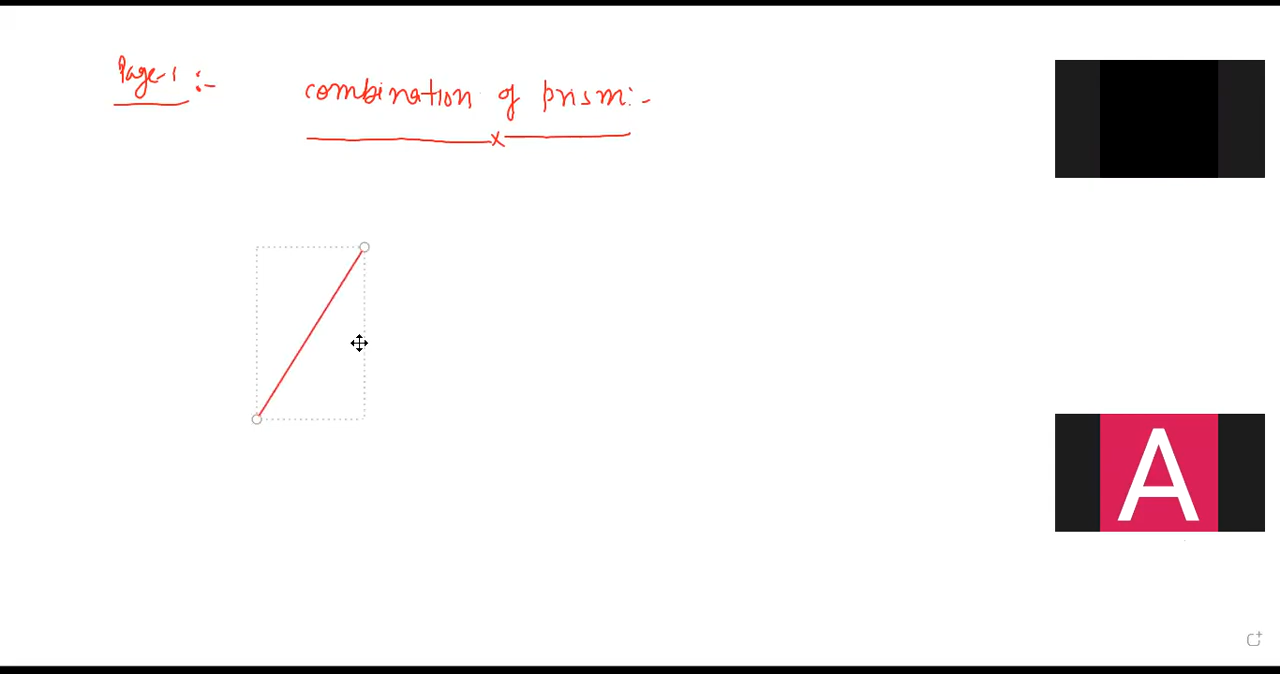 Page-1 :-
combination of prism:-
x
A